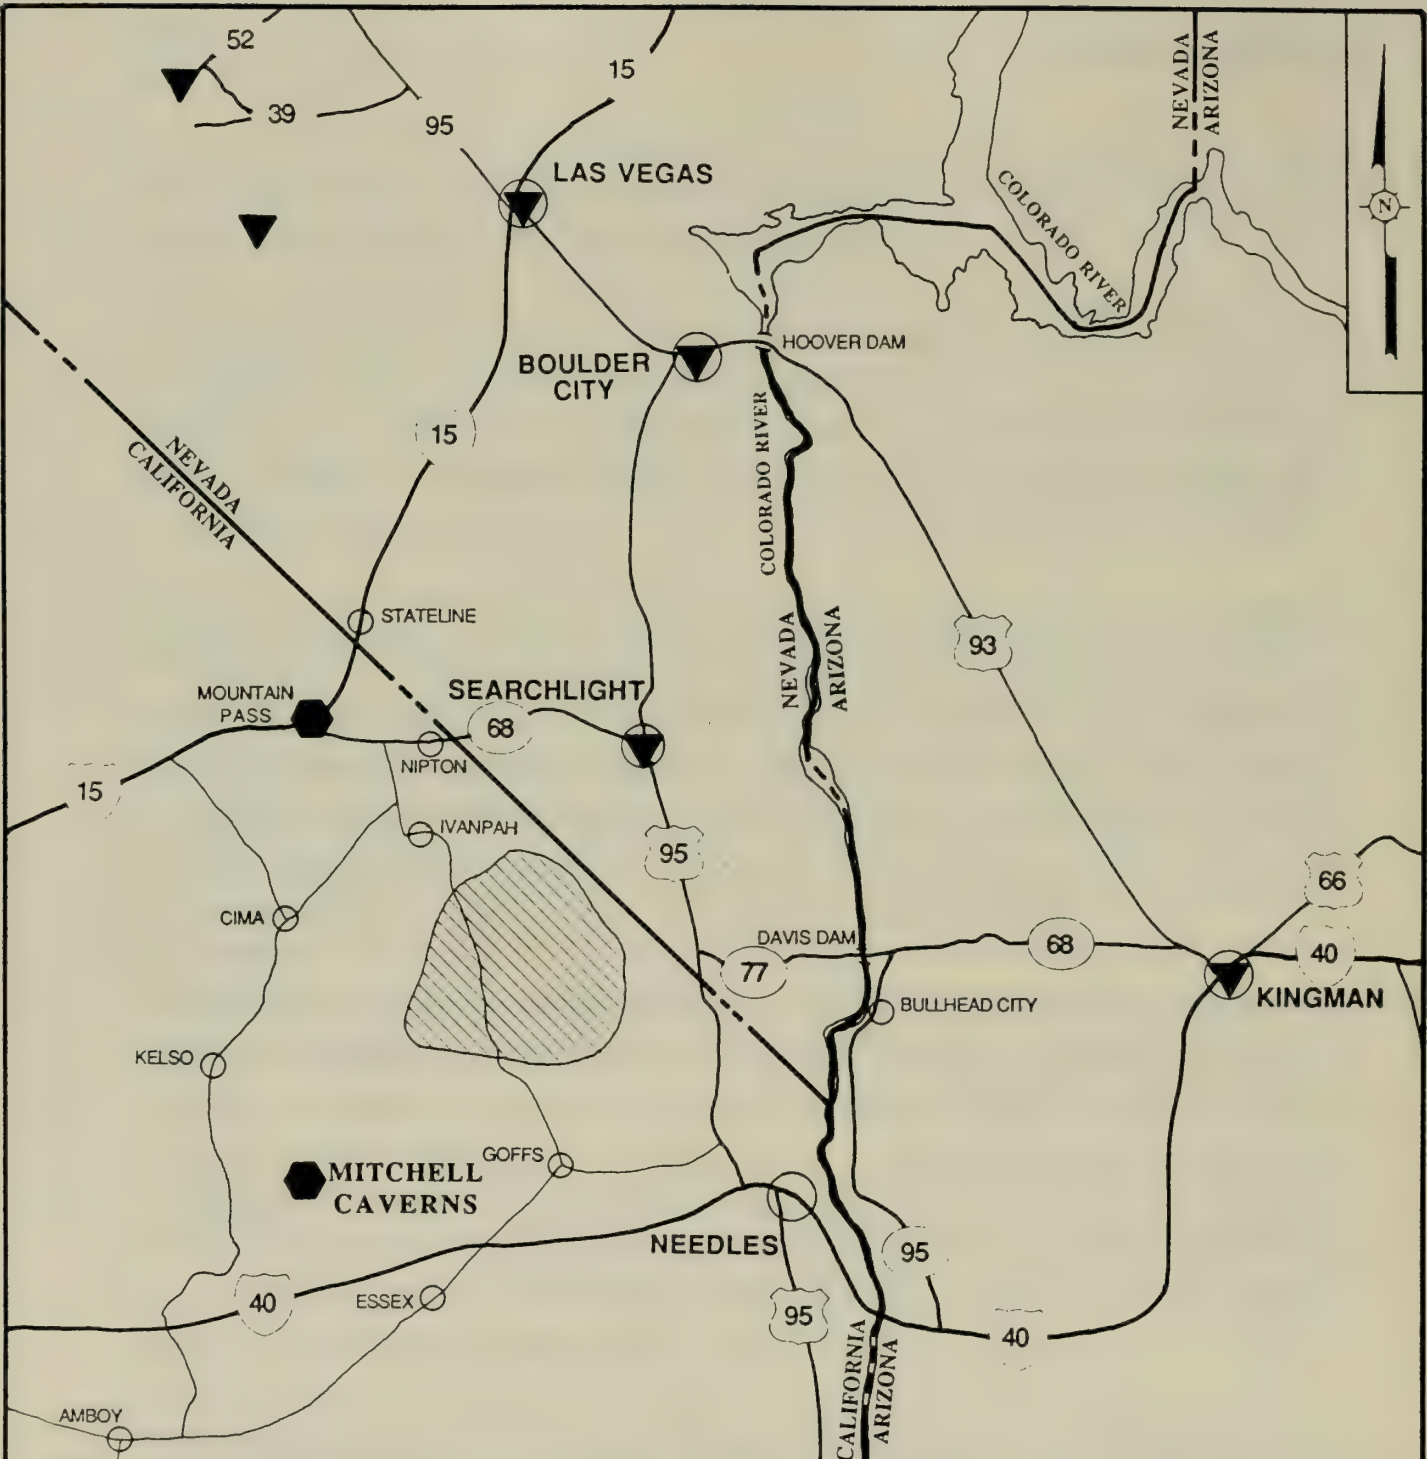 52
15
39
95
NEVADA
ARIZONA
LAS VEGAS
COLORADO RIVER
N
HOOVER DAM
BOULDER
CITY
15
COLORADO RIVER
NEVADA
CALIFORNIA
STATELINE
NEVADA
ARIZONA
93
MOUNTAIN
PASS
SEARCHLIGHT
68
NIPTON
15
IVANPAH
95
66
CIMA
DAVIS DAM
68
40
77
KINGMAN
BULLHEAD CITY
KELSO
GOFFS
MITCHELL
CAVERNS
NEEDLES
95
40
ESSEX
95
40
CALIFORNIA
ARIZONA
AMBOY